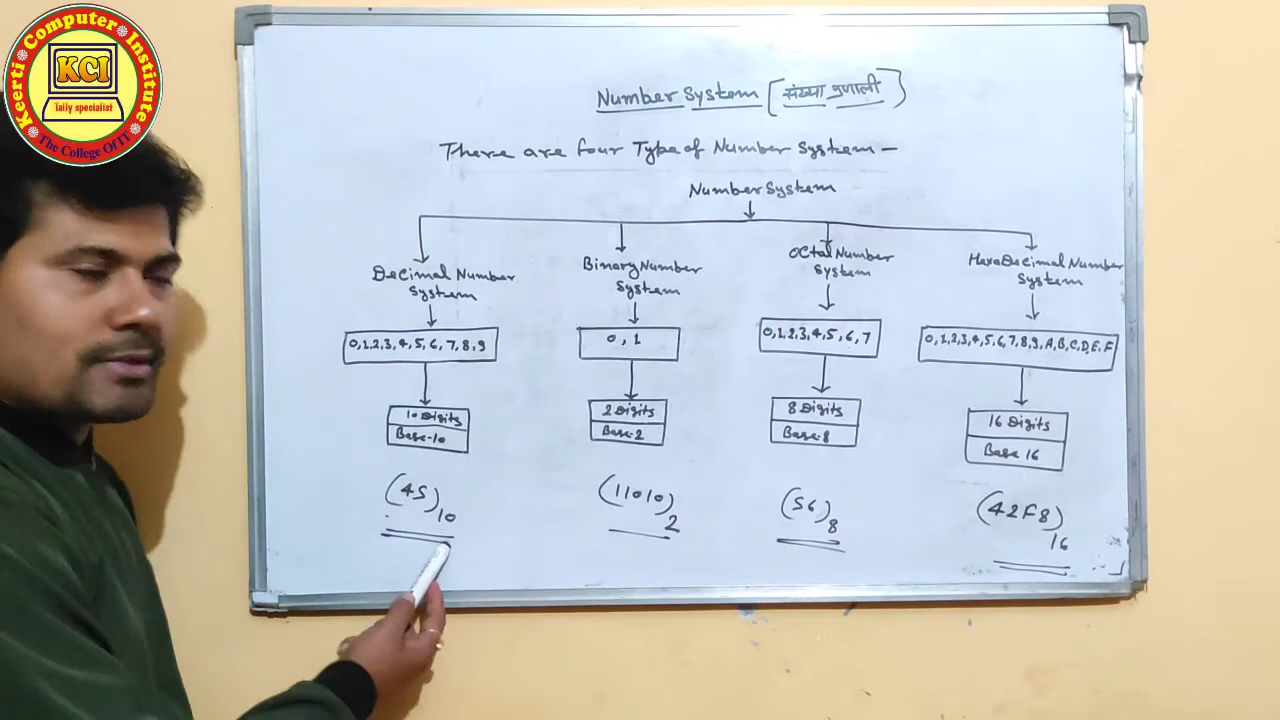 Keerti Computer Institute
KCI
Tally specialist
The College Of IT
Number System [संख्या प्रणाली]
There are four Type of Number System -
Number System
Decimal Number System
Binary Number System
Octal Number System
HexaDecimal Number System
0,1,2,3,4,5,6,7,8,9
0,1
0,1,2,3,4,5,6,7
0,1,2,3,4,5,6,7,8,9,A,B,C,D,E,F
10 Digits
Base-10
2 Digits
Base-2
8 Digits
Base-8
16 Digits
Base 16
(45)10
(11010)2
(56)8
(42F8)16